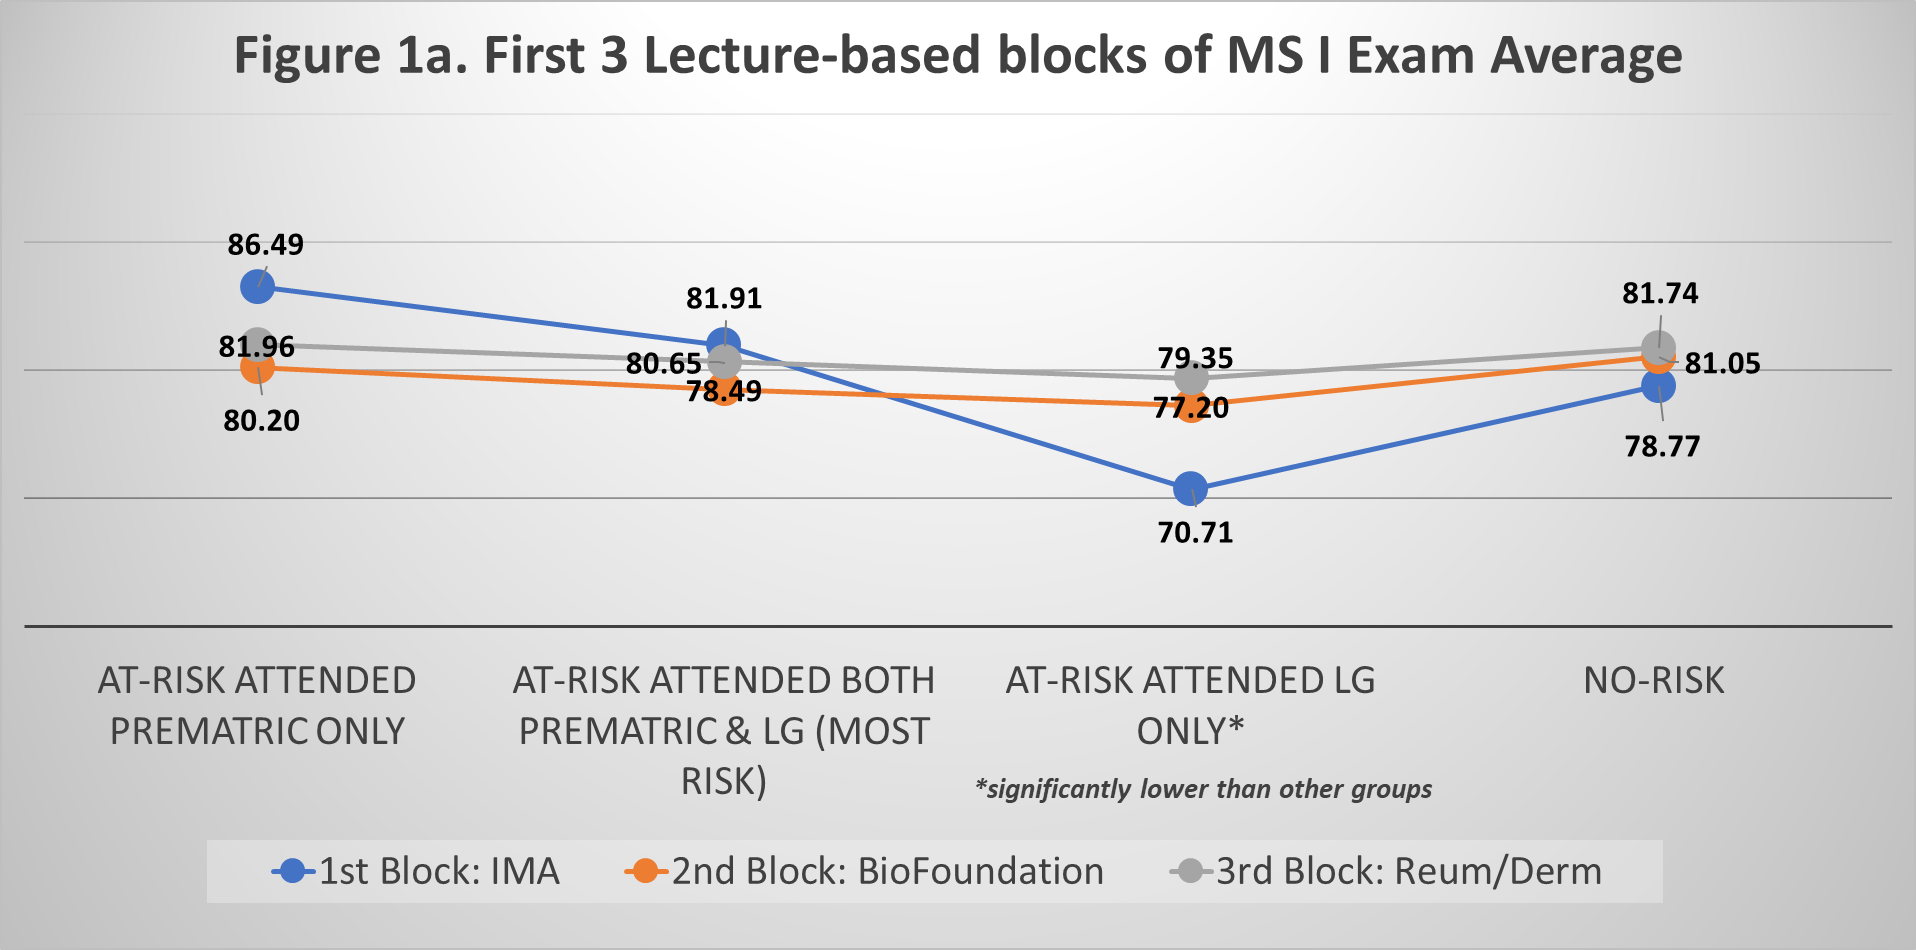 Figure 1a. First 3 Lecture-based blocks of MS I Exam Average
86.49
81.96
80.20
81.91
80.65
78.49
79.35
77.20
70.71
81.74
81.05
78.77
AT-RISK ATTENDED
PREMATRIC ONLY
AT-RISK ATTENDED BOTH
PREMATRIC & LG (MOST
RISK)
AT-RISK ATTENDED LG
ONLY*
*significantly lower than other groups
NO-RISK
1st Block: IMA
2nd Block: BioFoundation
3rd Block: Reum/Derm